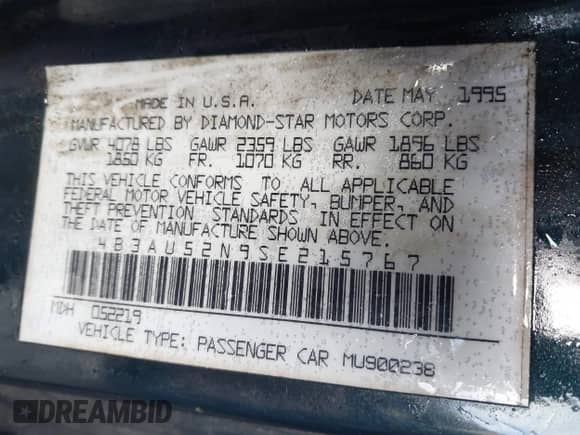 MADE IN U.S.A. DATE MAY 1995
MANUFACTURED BY DIAMOND-STAR MOTORS CORP.
GVWR 4078 LBS GAWR 2359 LBS GAWR 1896 LBS
1850 KG FR. 1070 KG RR. 860 KG
THIS VEHICLE CONFORMS TO ALL APPLICABLE
FEDERAL MOTOR VEHICLE SAFETY, BUMPER, AND
THEFT PREVENTION STANDARDS IN EFFECT ON
THE DATE OF MANUFACTURE SHOWN ABOVE.
4B3AU52N9SE215767
MDH 052219
VEHICLE TYPE: PASSENGER CAR MU900238
DREAMBID